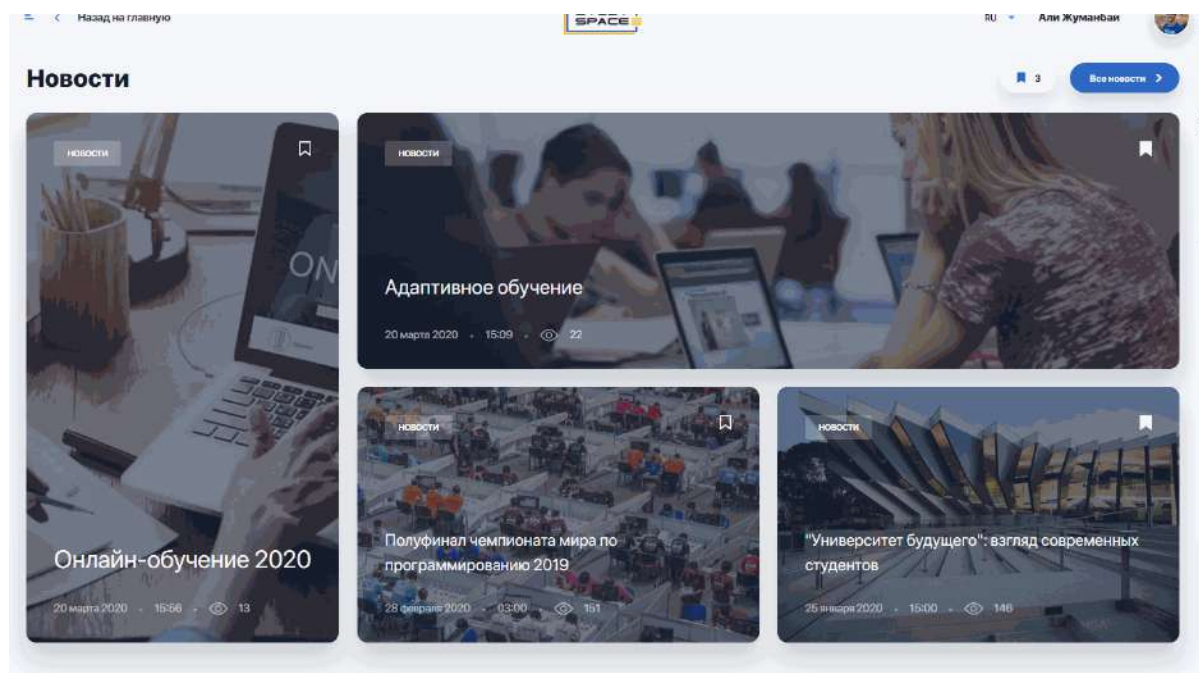 Назад на главную
SPACE
RU
Али Жуманбаи
Новости
3
Все новости
НОВОСТИ
Онлайн-обучение 2020
20 марта 2020 • 15:56 • 13
НОВОСТИ
Адаптивное обучение
20 марта 2020 • 15:09 • 22
НОВОСТИ
Полуфинал чемпионата мира по
программированию 2019
28 февраля 2020 • 03:00 • 151
НОВОСТИ
"Университет будущего": взгляд современных
студентов
25 января 2020 • 15:00 • 146